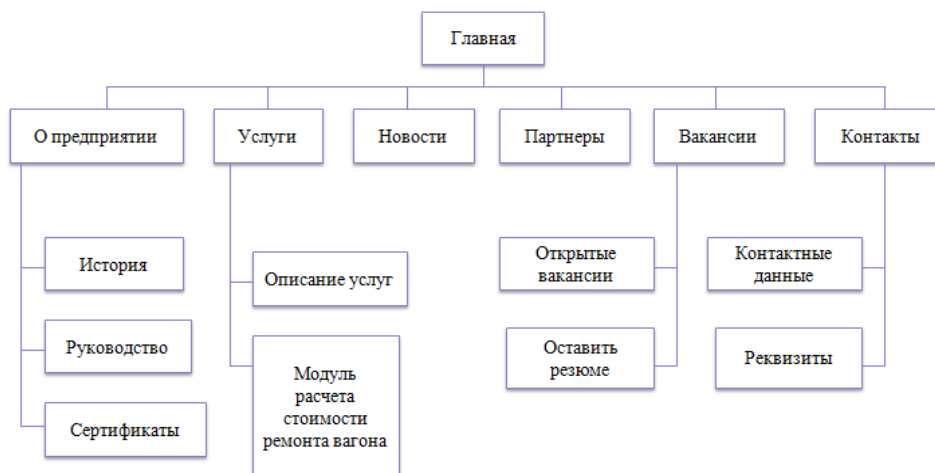 Главная
О предприятии
Услуги
Новости
Партнеры
Вакансии
Контакты
История
Руководство
Сертификаты
Описание услуг
Модуль
расчета
стоимости
ремонта вагона
Открытые
вакансии
Оставить
резюме
Контактные
данные
Реквизиты